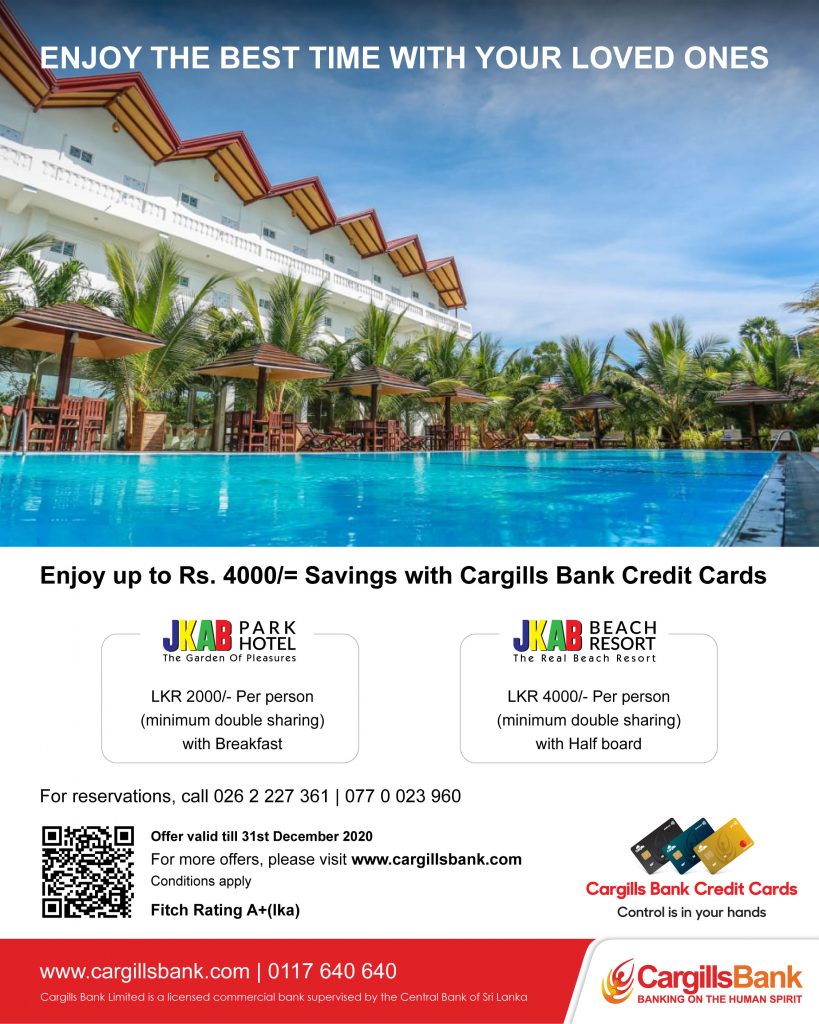 ENJOY THE BEST TIME WITH YOUR LOVED ONES
Enjoy up to Rs. 4000/= Savings with Cargills Bank Credit Cards
JKAB PARK HOTEL
The Garden Of Pleasures
LKR 2000/- Per person
(minimum double sharing)
with Breakfast
JKAB BEACH RESORT
The Real Beach Resort
LKR 4000/- Per person
(minimum double sharing)
with Half board
For reservations, call 026 2 227 361 | 077 0 023 960
Offer valid till 31st December 2020
For more offers, please visit www.cargillsbank.com
Conditions apply
Fitch Rating A+(lka)
Cargills Bank Credit Cards
Control is in your hands
www.cargillsbank.com | 0117 640 640
Cargills Bank Limited is a licensed commercial bank supervised by the Central Bank of Sri Lanka
CargillsBank
BANKING ON THE HUMAN SPIRIT